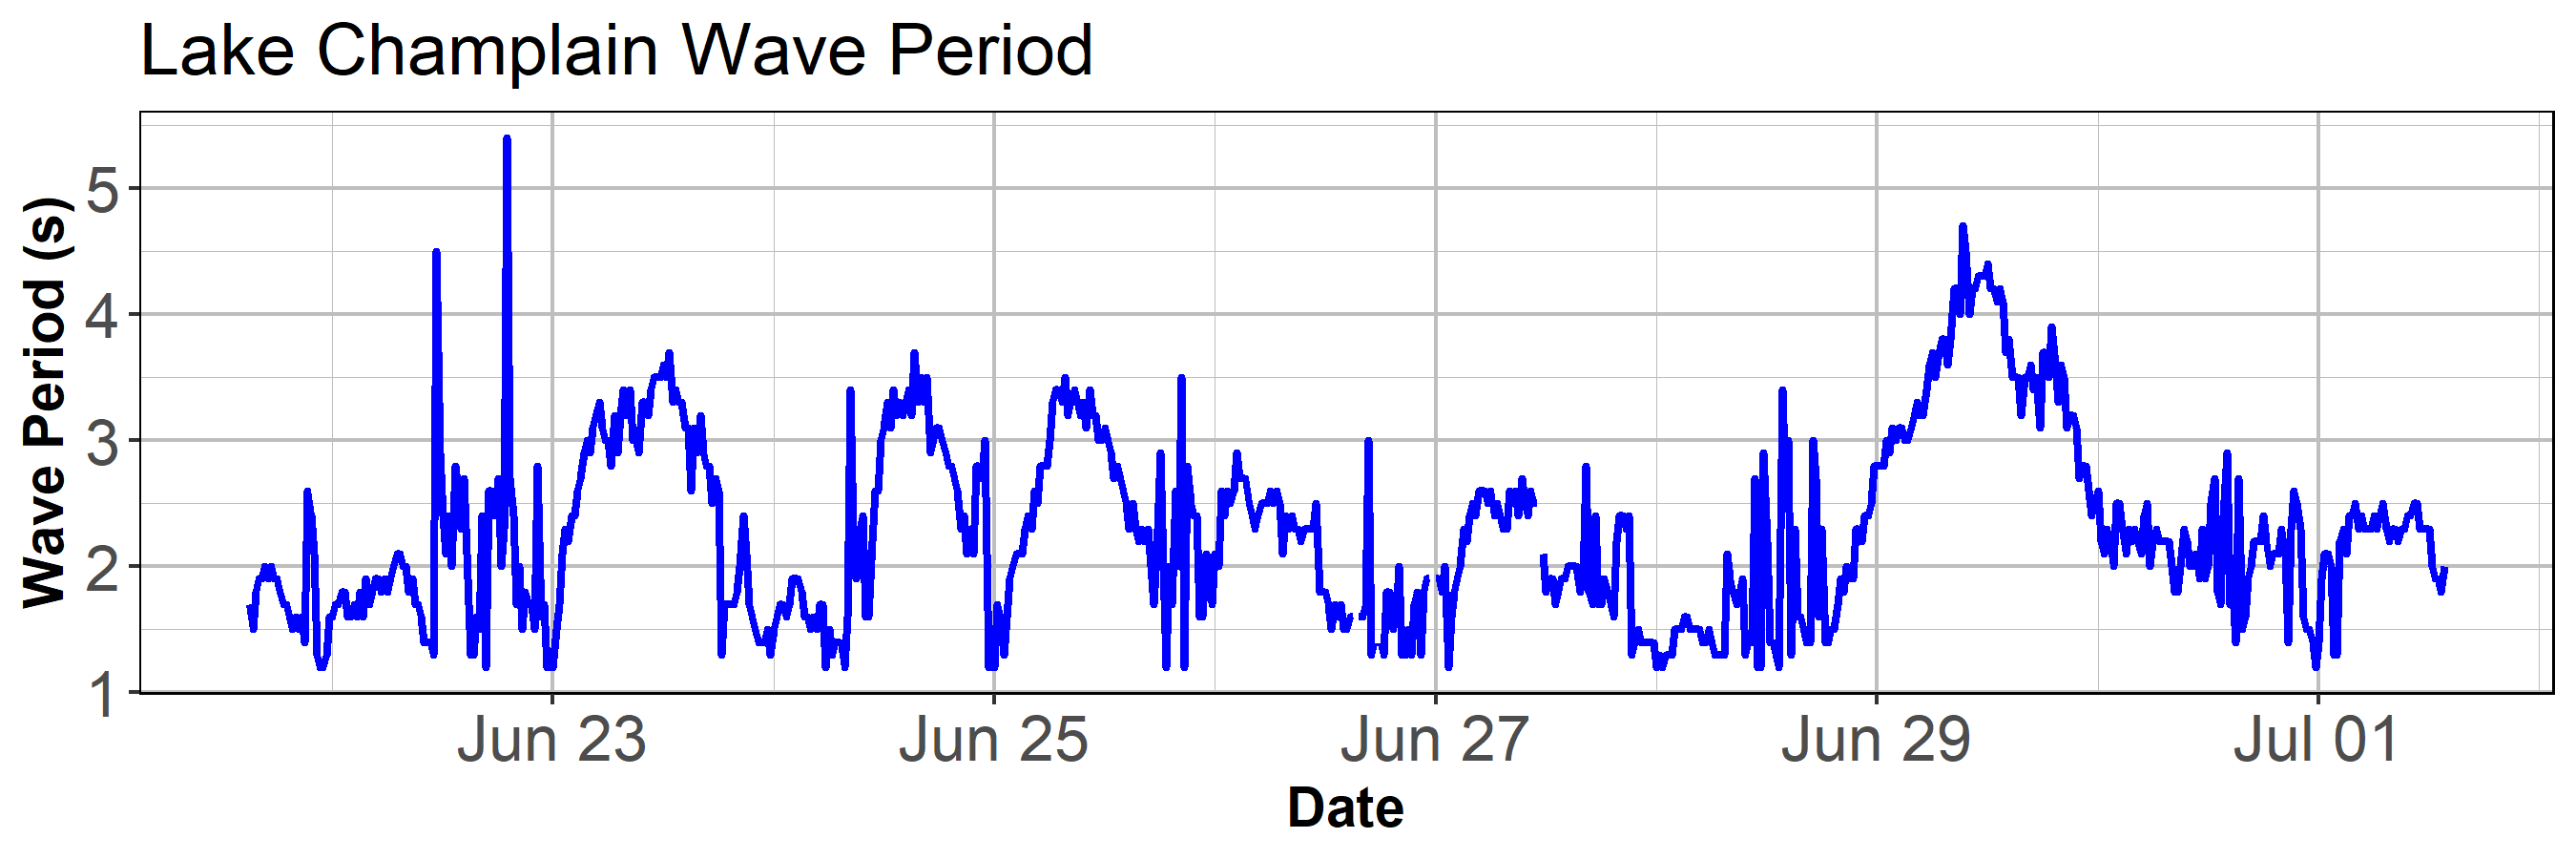 Lake Champlain Wave Period
Wave Period (s)
5
4
3
2
1
Jun 23
Jun 25
Jun 27
Jun 29
Jul 01
Date